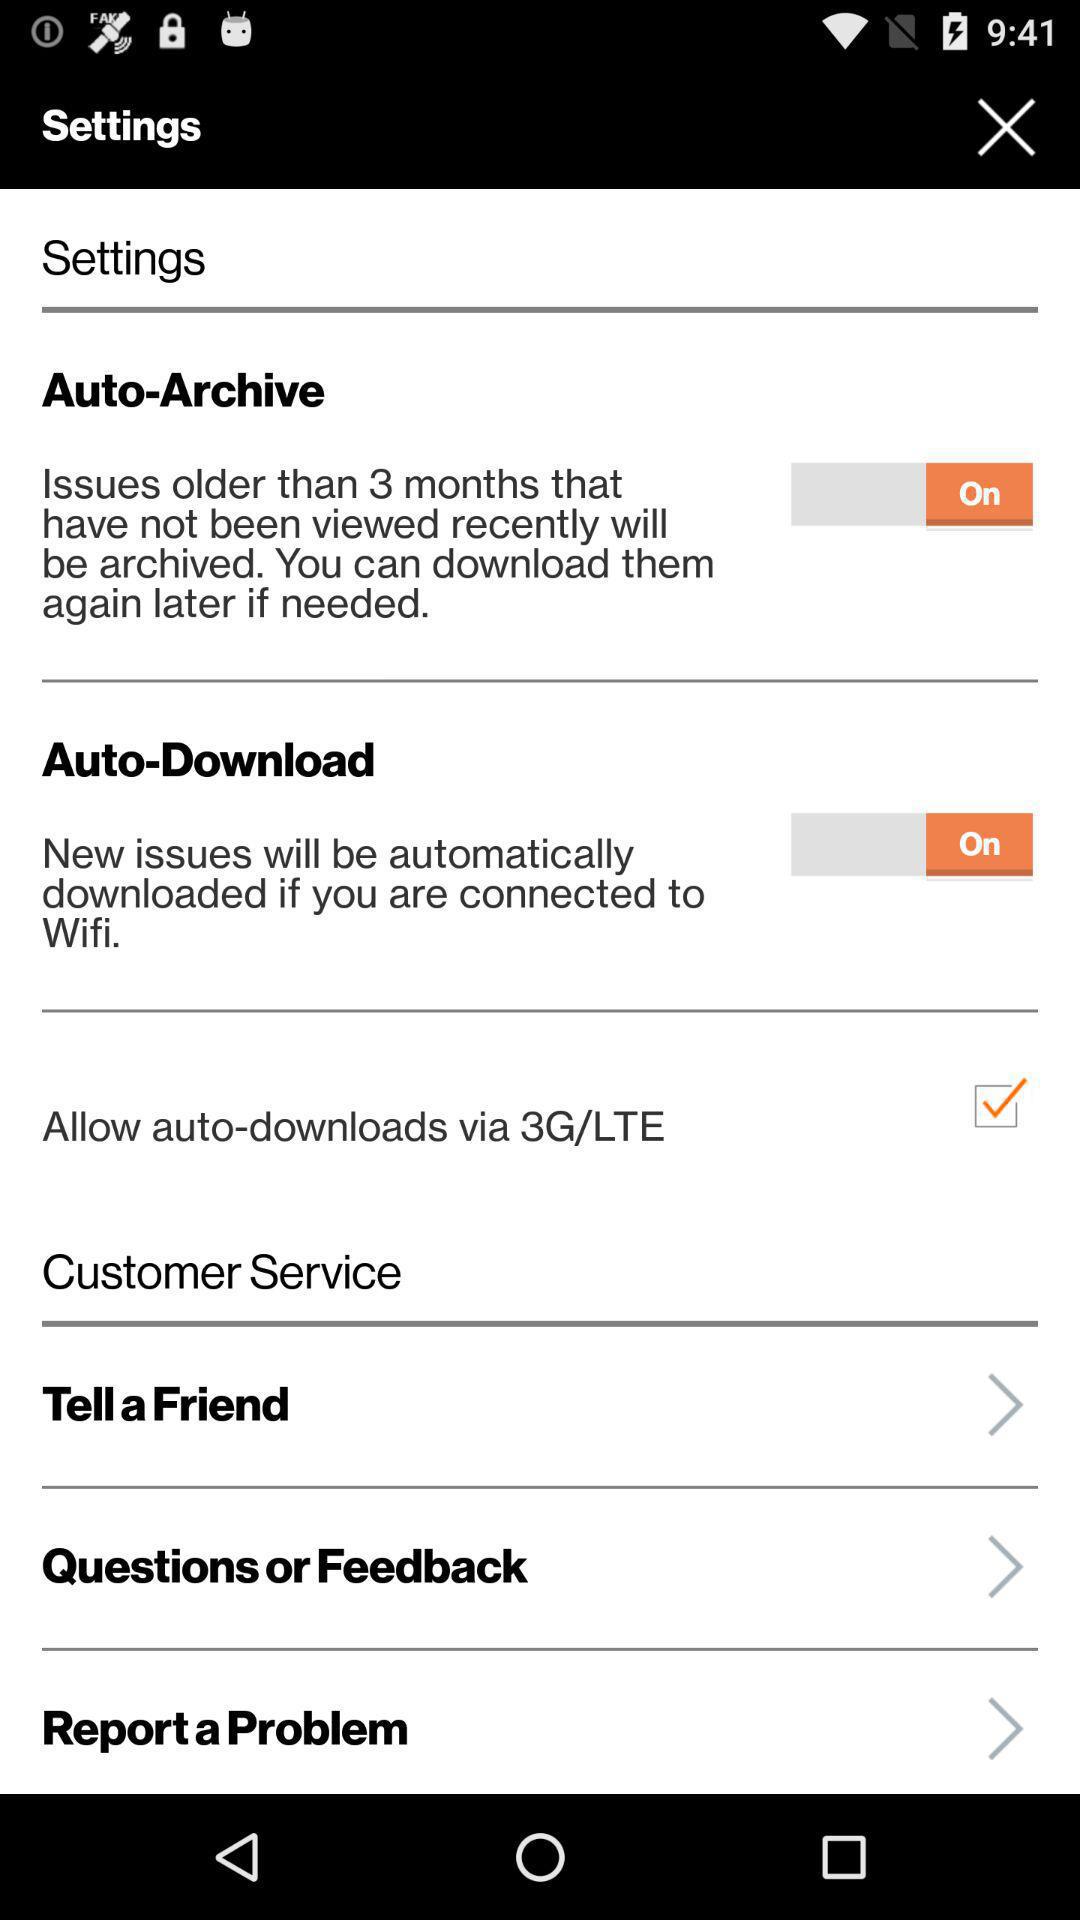 FAKE
9:41
Settings
Settings
Auto-Archive
Issues older than 3 months that
have not been viewed recently will
be archived. You can download them
again later if needed.
On
Auto-Download
New issues will be automatically
downloaded if you are connected to
Wifi.
On
Allow auto-downloads via 3G/LTE
Customer Service
Tell a Friend
Questions or Feedback
Report a Problem